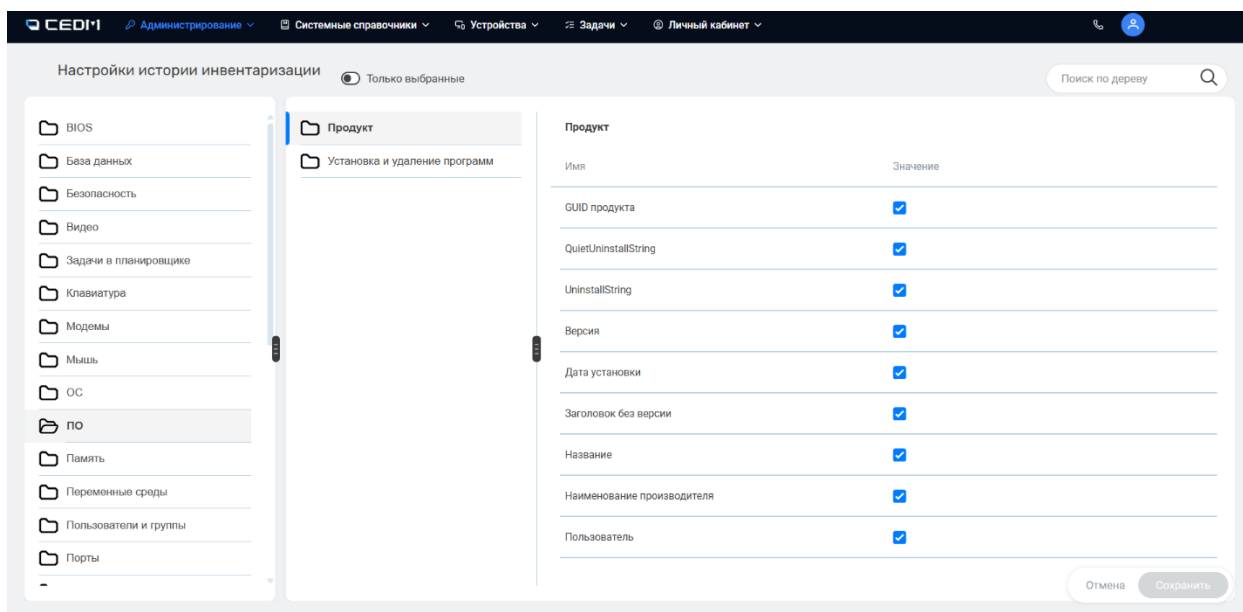 CEDM Администрирование Системные справочники Устройства Задачи Личный кабинет
Настройки истории инвентаризации Только выбранные Поиск по дереву
BIOS
База данных
Безопасность
Видео
Задачи в планировщике
Клавиатура
Модемы
Мышь
ОС
ПО
Память
Переменные среды
Пользователи и группы
Порты
Продукт
Установка и удаление программ
Продукт
Имя Значение
GUID продукта
QuietUninstallString
UninstallString
Версия
Дата установки
Заголовок без версии
Название
Наименование производителя
Пользователь
Отмена Сохранить